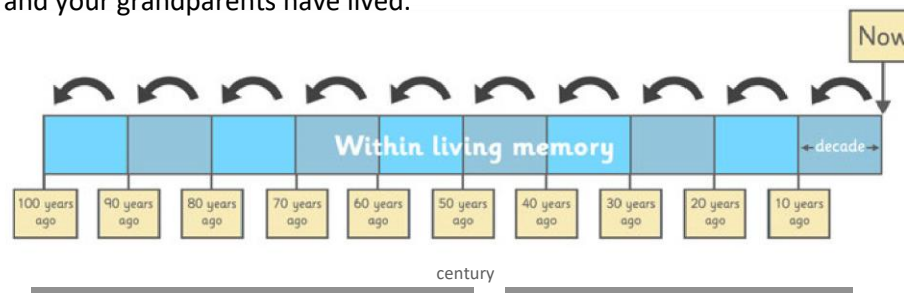 and your grandparents have lived.
Now
Within living memory
decade
100 years
ago
90 years
ago
80 years
ago
70 years
ago
60 years
ago
50 years
ago
40 years
ago
30 years
ago
20 years
ago
10 years
ago
century